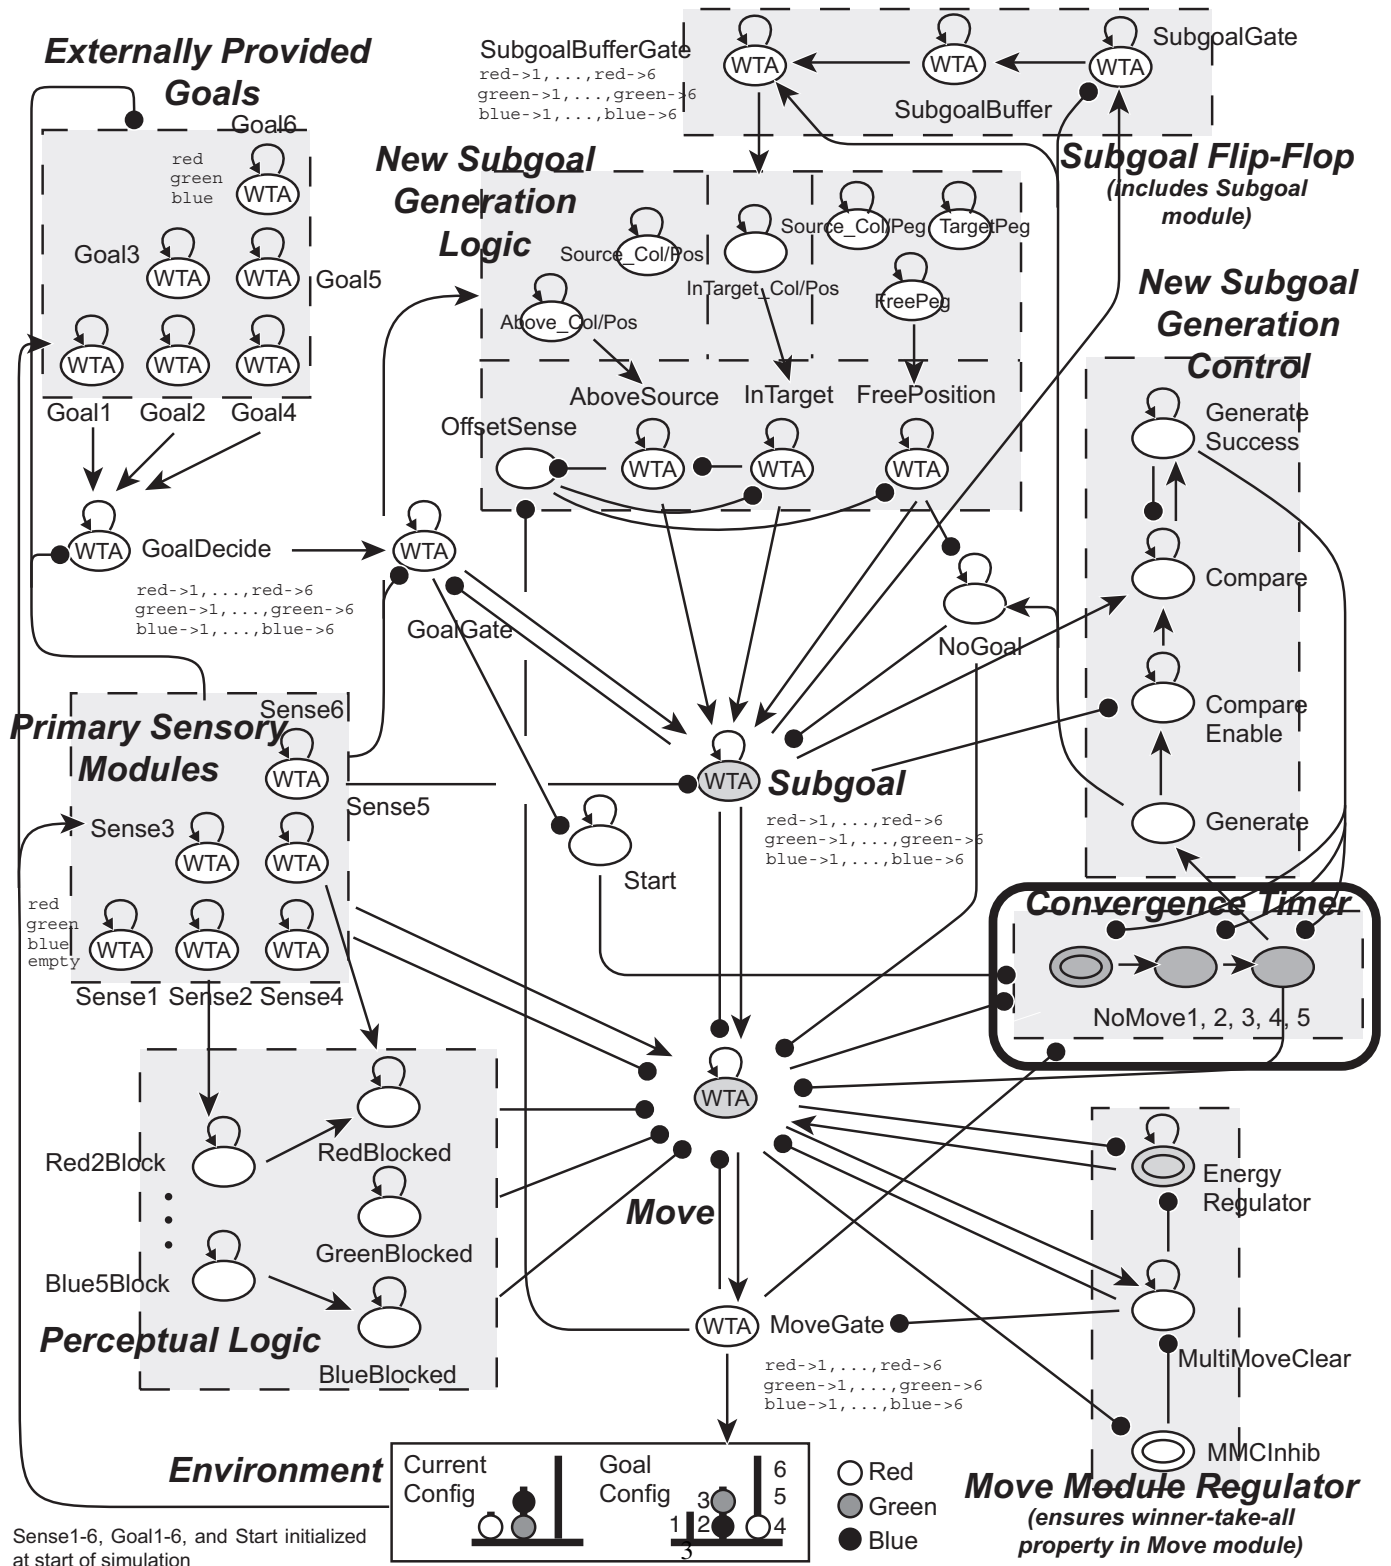 Externally Provided
Goals
Goal6
red
green
blue
WTA
Goal3
WTA
WTA
Goal5
WTA
WTA
WTA
Goal1
Goal2
Goal4
WTA
GoalDecide
red->1,...,red->6
green->1,...,green->6
blue->1,...,blue->6
WTA
GoalGate
SubgoalBufferGate
red->1,...,red->6
green->1,...,green->6
blue->1,...,blue->6
WTA
WTA
WTA
SubgoalGate
SubgoalBuffer
Subgoal Flip-Flop
(includes Subgoal
module)
New Subgoal
Generation
Logic
Source_Col/Pos
Above_Col/Pos
InTarget_Col/Pos
Source_Col/Peg
TargetPeg
FreePeg
AboveSource
InTarget
FreePosition
OffsetSense
WTA
WTA
WTA
NoGoal
New Subgoal
Generation
Control
Generate
Success
Compare
Compare
Enable
Generate
Primary Sensory
Modules
Sense6
WTA
Sense5
Sense3
WTA
WTA
red
green
blue
empty
WTA
WTA
WTA
Sense1
Sense2
Sense4
WTA
Subgoal
red->1,...,red->6
green->1,...,green->6
blue->1,...,blue->6
Start
Convergence Timer
NoMove1, 2, 3, 4, 5
WTA
Move
Red2Block
RedBlocked
GreenBlocked
Blue5Block
BlueBlocked
Perceptual Logic
WTA
MoveGate
red->1,...,red->6
green->1,...,green->6
blue->1,...,blue->6
Energy
Regulator
MultiMoveClear
MMCInhib
Move Module Regulator
(ensures winner-take-all
property in Move module)
Environment
Current
Config
Goal
Config
6
5
4
3
1
2
3
Red
Green
Blue
Sense1-6, Goal1-6, and Start initialized
at start of simulation